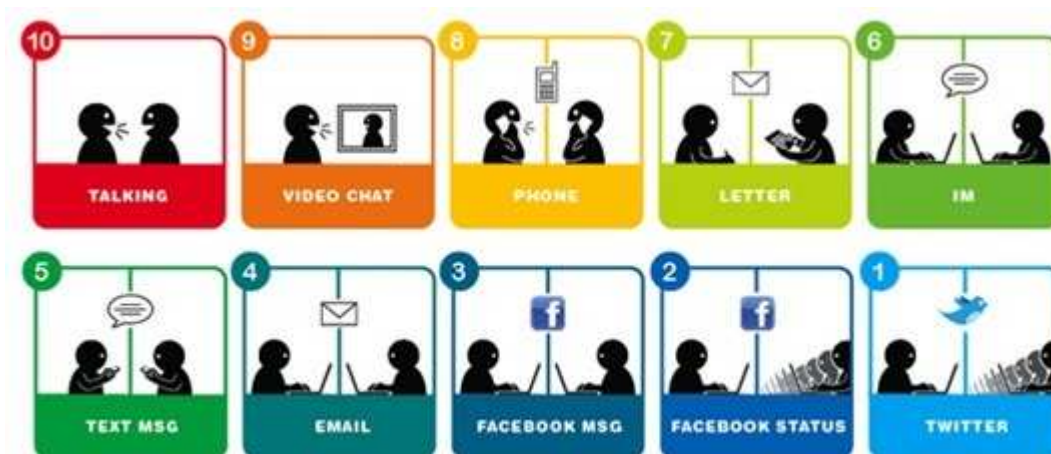 10
TALKING
9
VIDEO CHAT
8
PHONE
7
LETTER
6
IM
5
TEXT MSG
4
EMAIL
3
f
FACEBOOK MSG
2
f
FACEBOOK STATUS
1
TWITTER